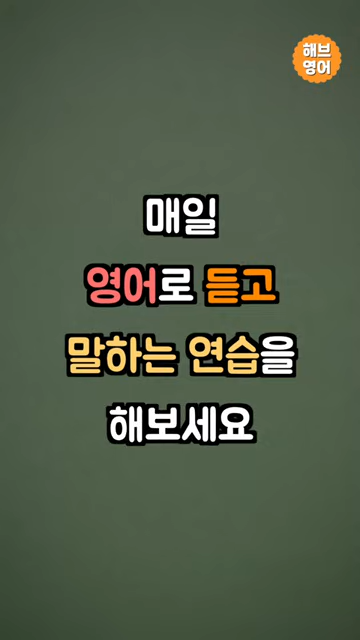 해브
영어
매일
영어로 듣고
말하는 연습을
해보세요